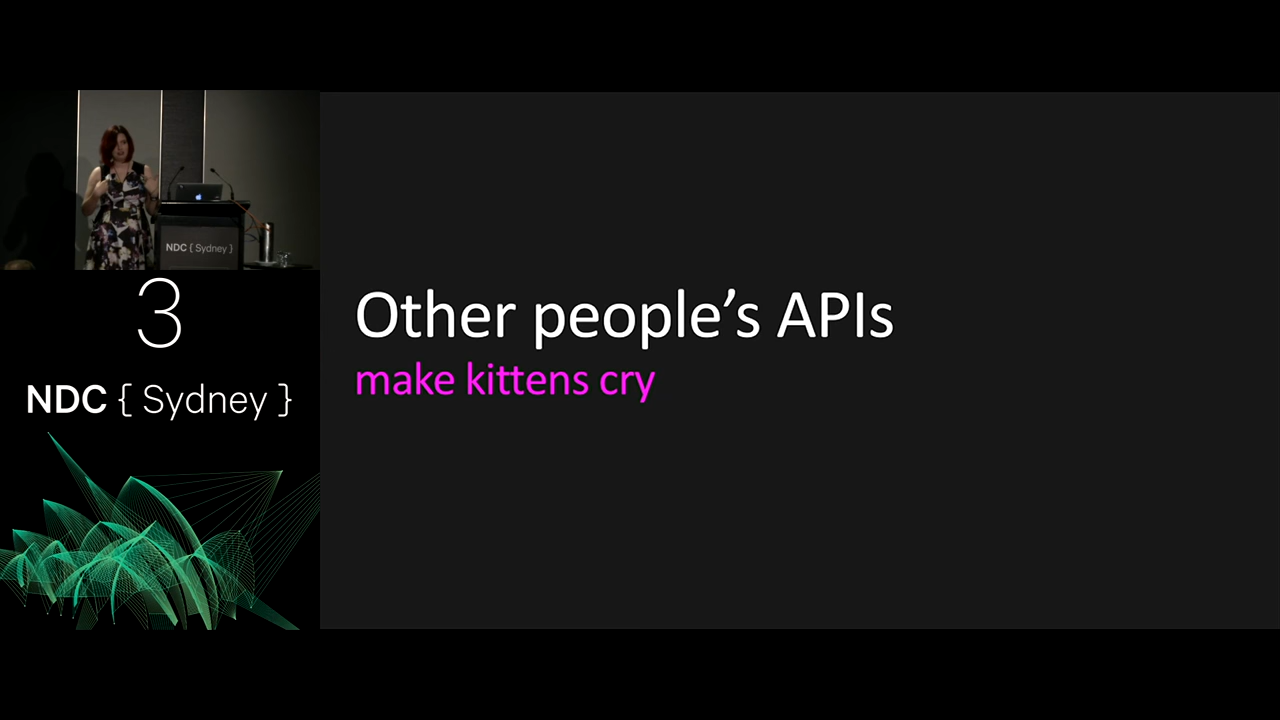 NDC { Sydney }
3
NDC { Sydney }
Other people’s APIs
make kittens cry